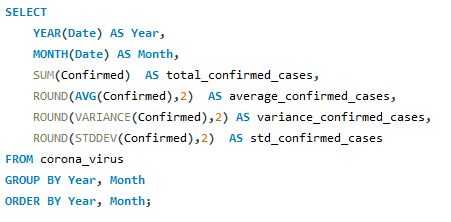 SELECT
YEAR(Date) AS Year,
MONTH(Date) AS Month,
SUM(Confirmed)  AS total_confirmed_cases,
ROUND(AVG(Confirmed),2)  AS average_confirmed_cases,
ROUND(VARIANCE(Confirmed),2) AS variance_confirmed_cases,
ROUND(STDDEV(Confirmed),2)  AS std_confirmed_cases
FROM corona_virus
GROUP BY Year, Month
ORDER BY Year, Month;